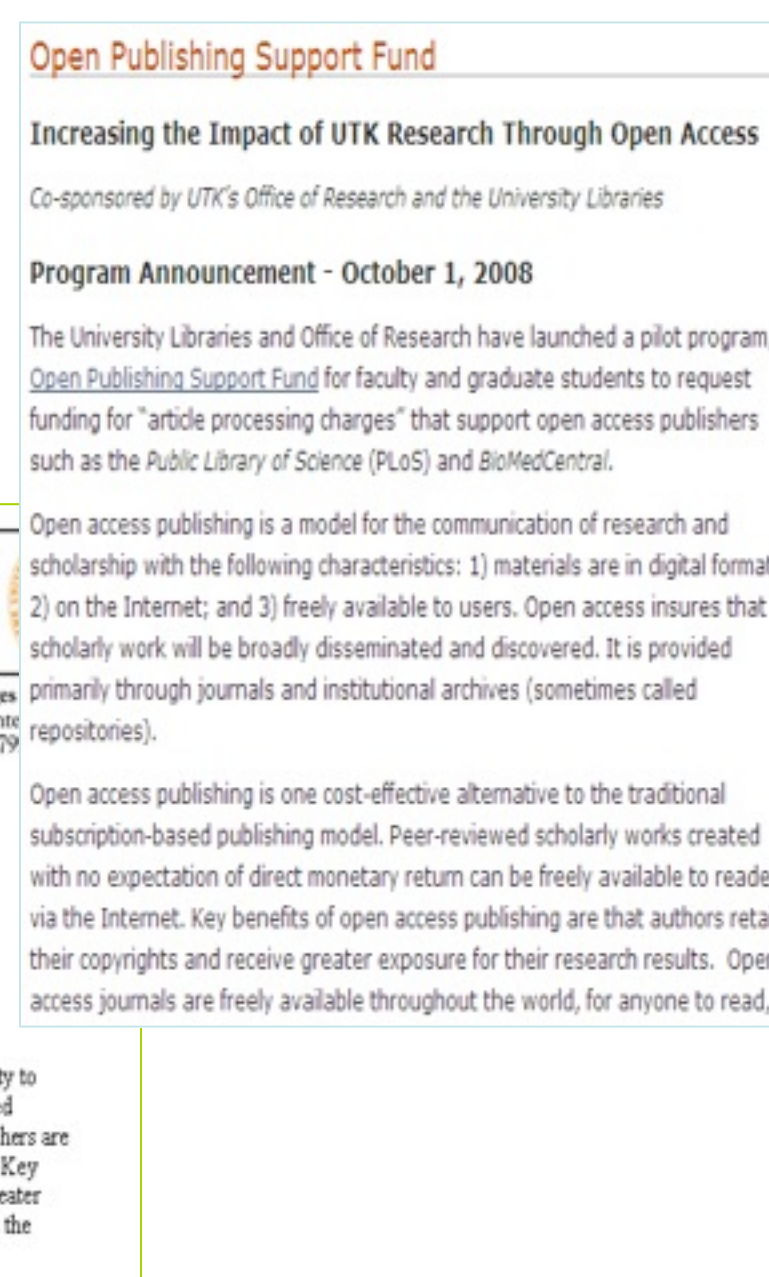 Open Publishing Support Fund
Increasing the Impact of UTK Research Through Open Access
Co-sponsored by UTK's Office of Research and the University Libraries
Program Announcement - October 1, 2008
The University Libraries and Office of Research have launched a pilot program,
Open Publishing Support Fund for faculty and graduate students to request
funding for "article processing charges" that support open access publishers
such as the Public Library of Science (PLoS) and BioMedCentral.
Open access publishing is a model for the communication of research and
scholarship with the following characteristics: 1) materials are in digital format
2) on the Internet; and 3) freely available to users. Open access insures that
scholarly work will be broadly disseminated and discovered. It is provided
primarily through journals and institutional archives (sometimes called
repositories).
Open access publishing is one cost-effective alternative to the traditional
subscription-based publishing model. Peer-reviewed scholarly works created
with no expectation of direct monetary return can be freely available to reade
via the Internet. Key benefits of open access publishing are that authors reta
their copyrights and receive greater exposure for their research results. Open
access journals are freely available throughout the world, for anyone to read,
ty to
ed
hers are
Key
eater
the